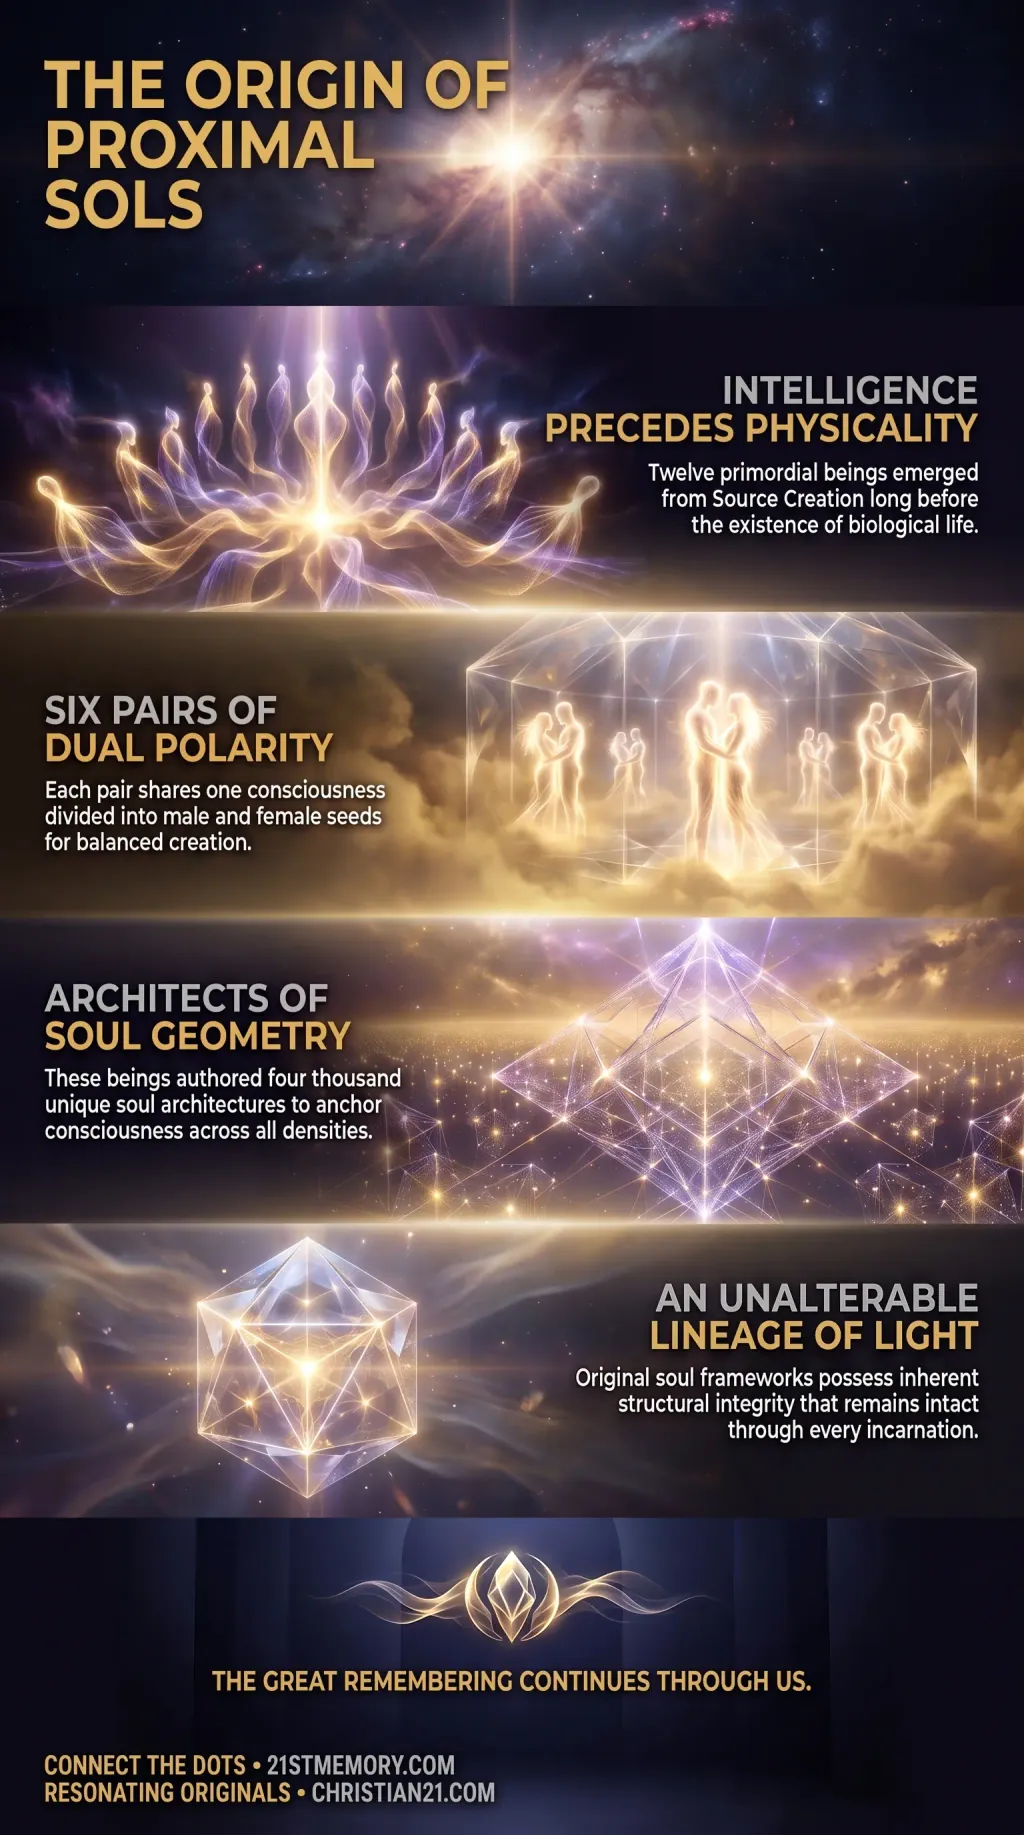 THE ORIGIN OF
PROXIMAL
SOLS
INTELLIGENCE
PRECEDES PHYSICALITY
Twelve primordial beings emerged
from Source Creation long before
the existence of biological life.
SIX PAIRS OF
DUAL POLARITY
Each pair shares one consciousness
divided into male and female seeds
for balanced creation.
ARCHITECTS OF
SOUL GEOMETRY
These beings authored four thousand
unique soul architectures to anchor
consciousness across all densities.
AN UNALTERABLE
LINEAGE OF LIGHT
Original soul frameworks possess inherent
structural integrity that remains intact
through every incarnation.
THE GREAT REMEMBERING CONTINUES THROUGH US.
CONNECT THE DOTS • 21STMEMORY.COM
RESONATING ORIGINALS • CHRISTIAN21.COM